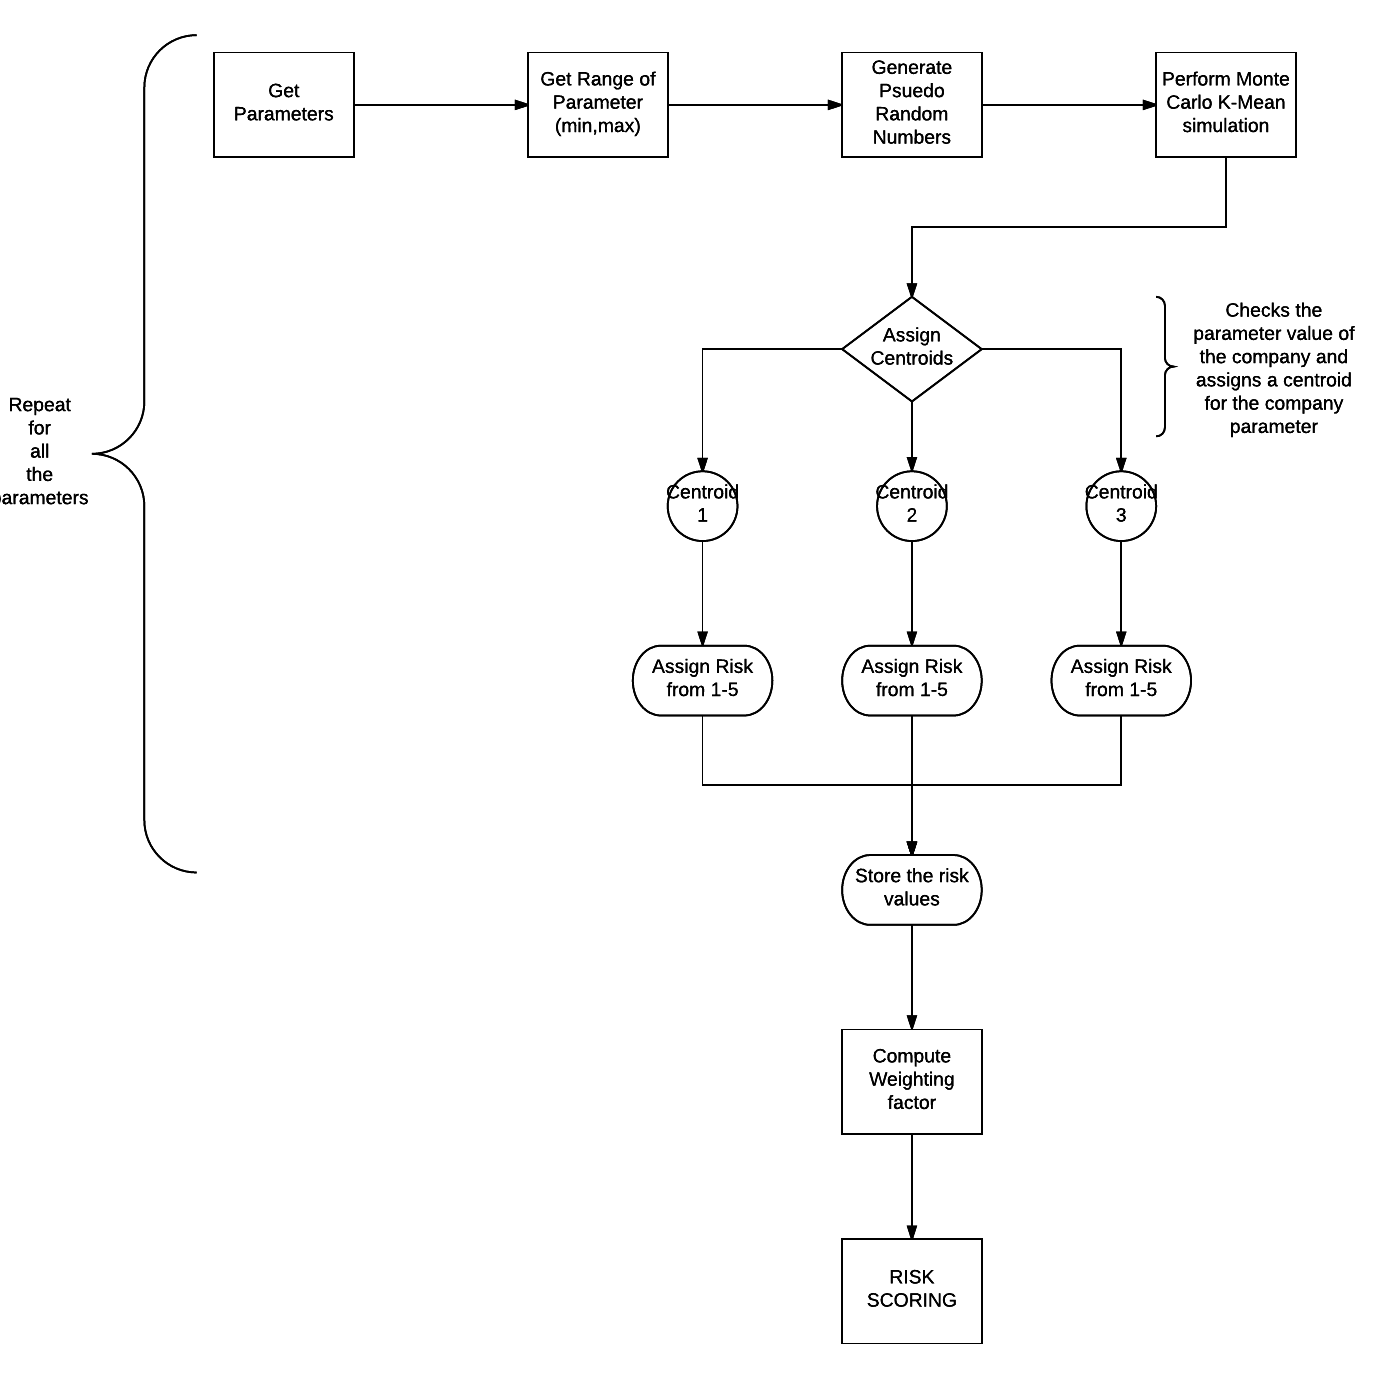 Get
Parameters
Get Range of
Parameter
(min,max)
Generate
Psuedo
Random
Numbers
Perform Monte
Carlo K-Mean
simulation
Assign
Centroids
Checks the
parameter value of
the company and
assigns a centroid
for the company
parameter
Repeat
for
all
the
arameters
Centroid
1
Centroid
2
Centroid
3
Assign Risk
from 1-5
Assign Risk
from 1-5
Assign Risk
from 1-5
Store the risk
values
Compute
Weighting
factor
RISK
SCORING